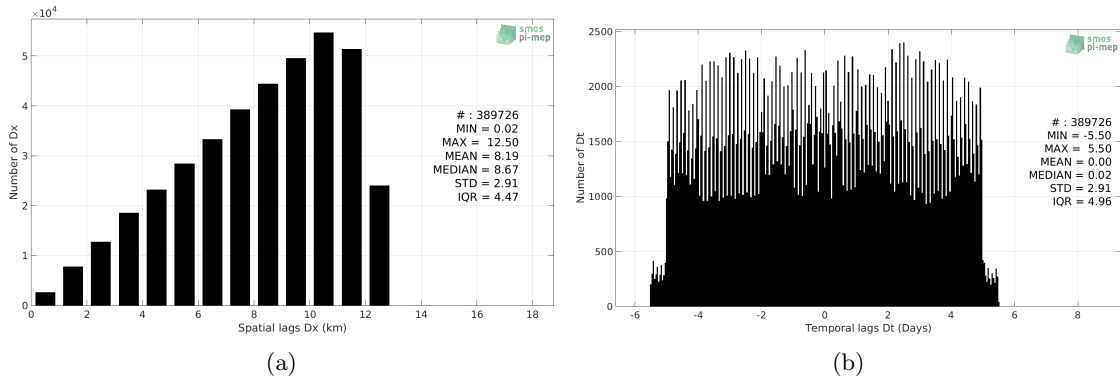 ×10⁴
5
4
3
2
1
0
Number of Dx
0
2
4
6
8
10
12
14
16
18
Spatial lags Dx (km)
smos
pi-mep
# : 389726
MIN = 0.02
MAX = 12.50
MEAN = 8.19
MEDIAN = 8.67
STD = 2.91
IQR = 4.47
(a)
2500
2000
1500
1000
500
0
Number of Dt
-6
-4
-2
0
2
4
6
8
Temporal lags Dt (Days)
smos
pi-mep
# : 389726
MIN = -5.50
MAX = 5.50
MEAN = 0.00
MEDIAN = 0.02
STD = 2.91
IQR = 4.96
(b)